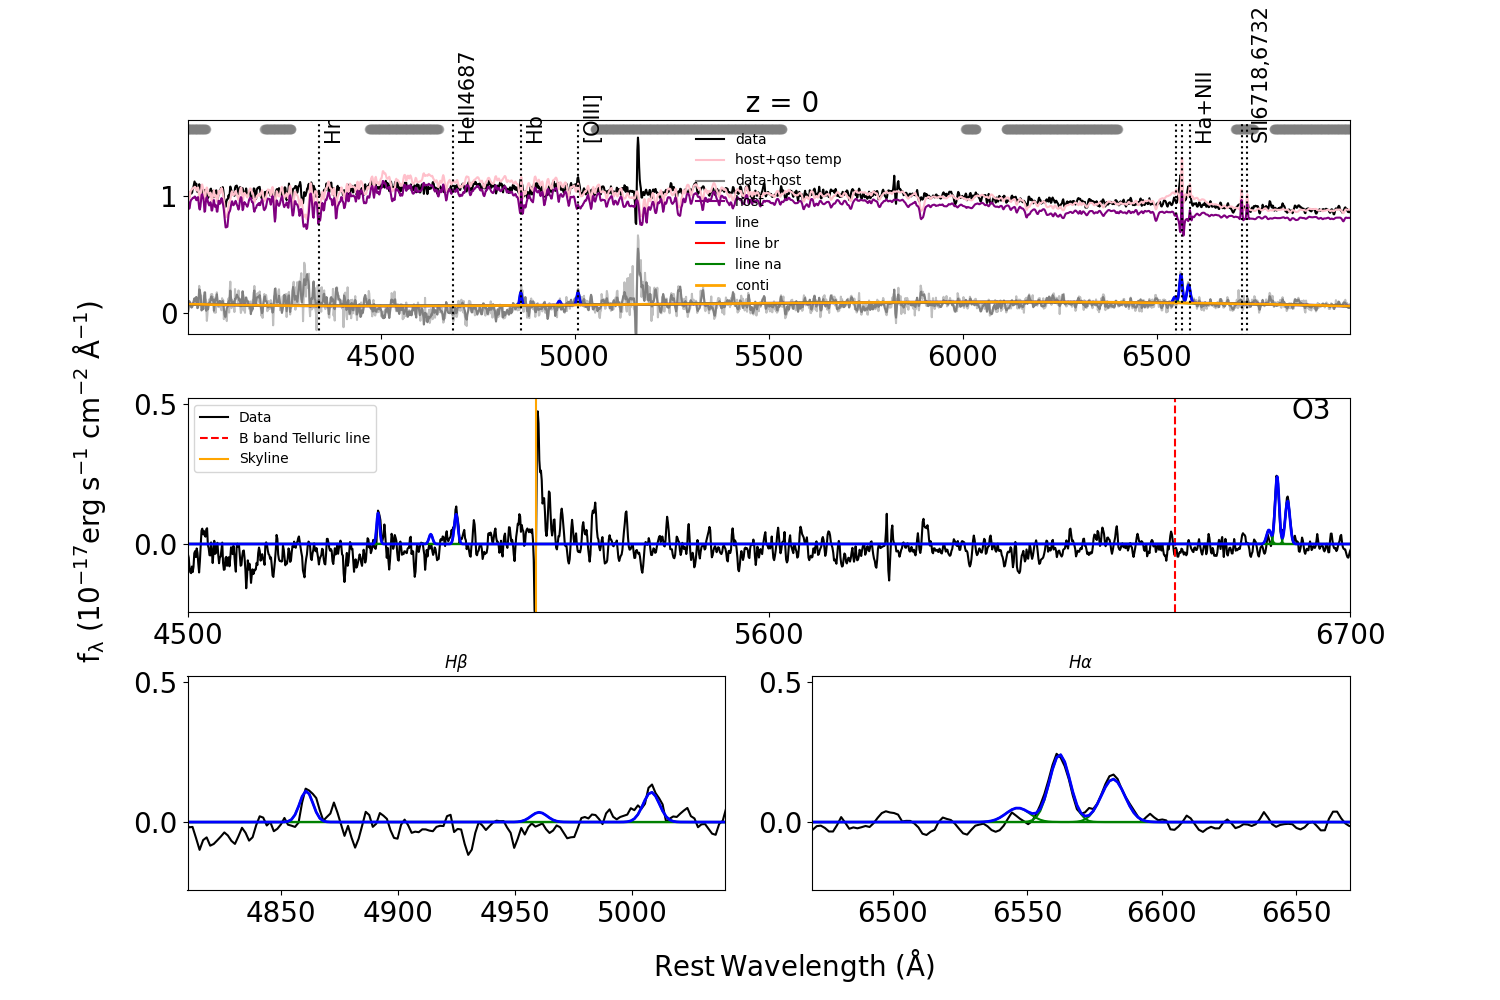 z = 0
Hr
HeII4687
Hb
[OIII]
Ha+NII
SII6718,6732
data
host+qso temp
data-host
host
line
line br
line na
conti
1
0
4500
5000
5500
6000
6500
f_λ (10⁻¹⁷erg s⁻¹ cm⁻² Å⁻¹)
O3
Data
B band Telluric line
Skyline
0.5
0.0
4500
5600
6700
Hβ
0.5
0.0
4850
4900
4950
5000
Hα
0.5
0.0
6500
6550
6600
6650
Rest Wavelength (Å)